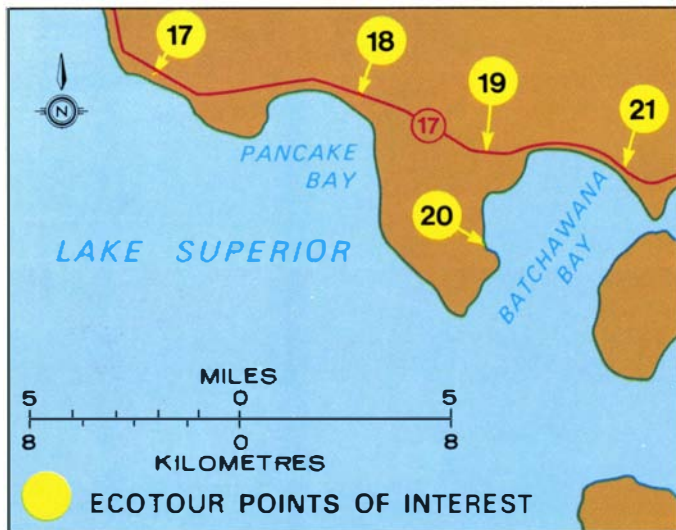 17
18
19
21
17
N
PANCAKE
BAY
20
LAKE SUPERIOR
BATCHAWANA
BAY
MILES
5 0 5
8 0 8
KILOMETRES
ECOTOUR POINTS OF INTEREST